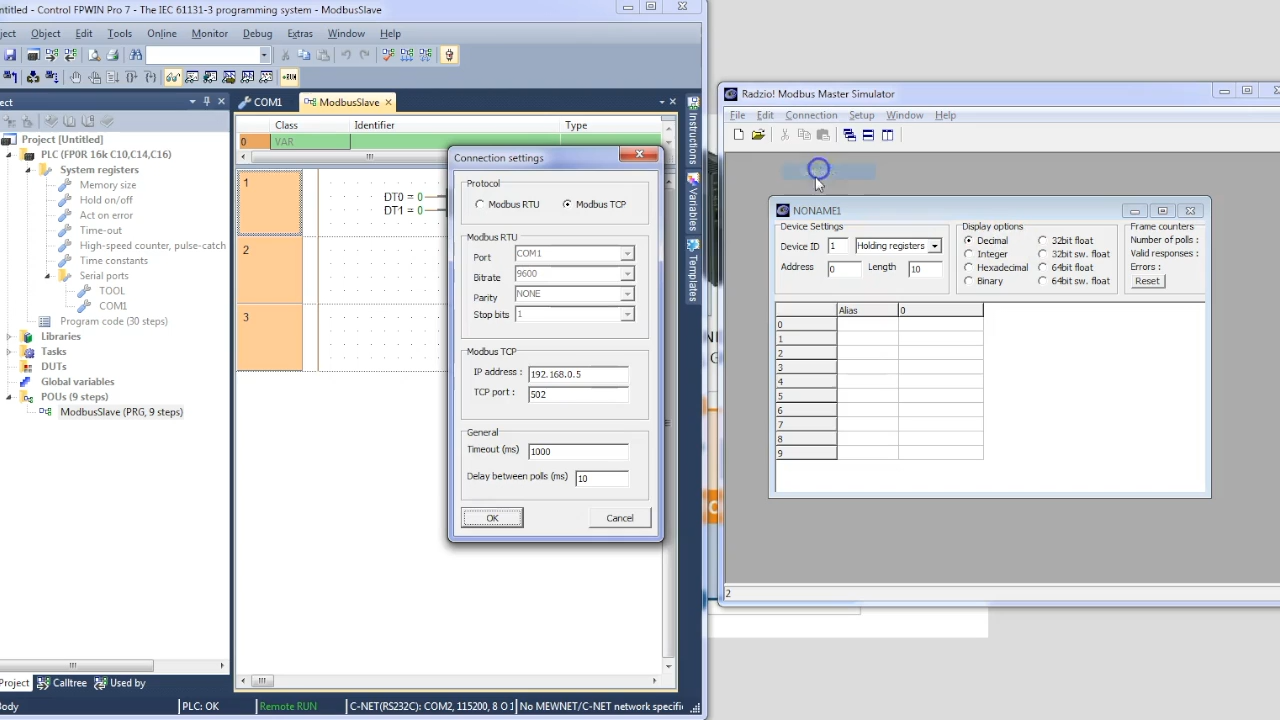 ntitled - Control FPWIN Pro 7 - The IEC 61131-3 programming system - ModbusSlave
ject Object Edit Tools Online Monitor Debug Extras Window Help
ect
COM1 ModbusSlave
Class Identifier Type
0 VAR
Project [Untitled]
PLC (FP0R 16k C10,C14,C16)
System registers
Memory size
Hold on/off
Act on error
Time-out
High-speed counter, pulse-catch
Time constants
Serial ports
TOOL
COM1
Program code (30 steps)
Libraries
Tasks
DUTs
Global variables
POUs (9 steps)
ModbusSlave (PRG, 9 steps)
1
DT0 = 0
DT1 = 0
2
3
Instructions
Variables
Templates
Project Calltree Used by
Body PLC: OK Remote RUN C-NET(RS232C): COM2, 115200, 8 O 1 No MEWNET/C-NET network specifi
Connection settings
Protocol
Modbus RTU Modbus TCP
Modbus RTU
Port COM1
Bitrate 9600
Parity NONE
Stop bits 1
Modbus TCP
IP address : 192.168.0.5
TCP port : 502
General
Timeout (ms) 1000
Delay between polls (ms) 10
OK Cancel
Radzio! Modbus Master Simulator
File Edit Connection Setup Window Help
NONAME1
Device Settings
Device ID 1 Holding registers
Address 0 Length 10
Display options
Decimal 32bit float
Integer 32bit sw. float
Hexadecimal 64bit float
Binary 64bit sw. float
Frame counters
Number of polls :
Valid responses :
Errors :
Reset
Alias 0
0
1
2
3
4
5
6
7
8
9
2